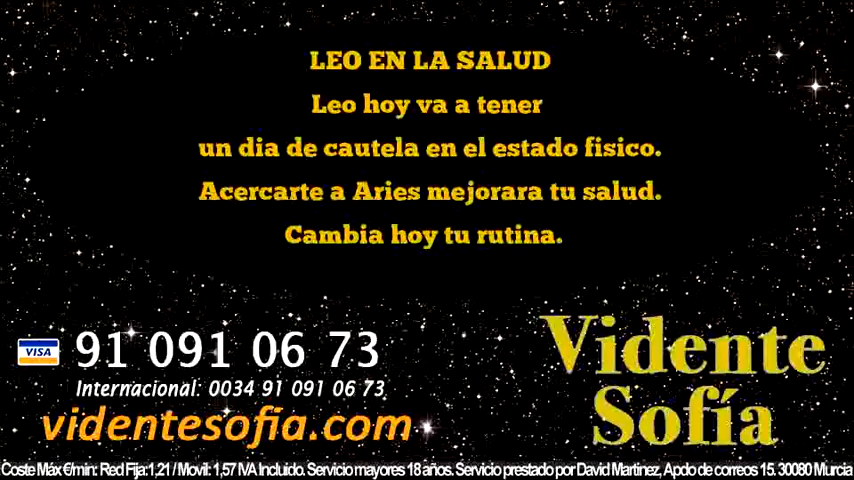 LEO EN LA SALUD
Leo hoy va a tener
un dia de cautela en el estado fisico.
Acercarte a Aries mejorara tu salud.
Cambia hoy tu rutina.
VISA 91 091 06 73
Internacional: 0034 91 091 06 73
videntesofia.com
Vidente
Sofía
Coste Máx €/min: Red Fija:1,21 / Movil: 1,57 IVA Incluido. Servicio mayores 18 años. Servicio prestado por David Martinez, Apdo de correos 15. 30080 Murcia